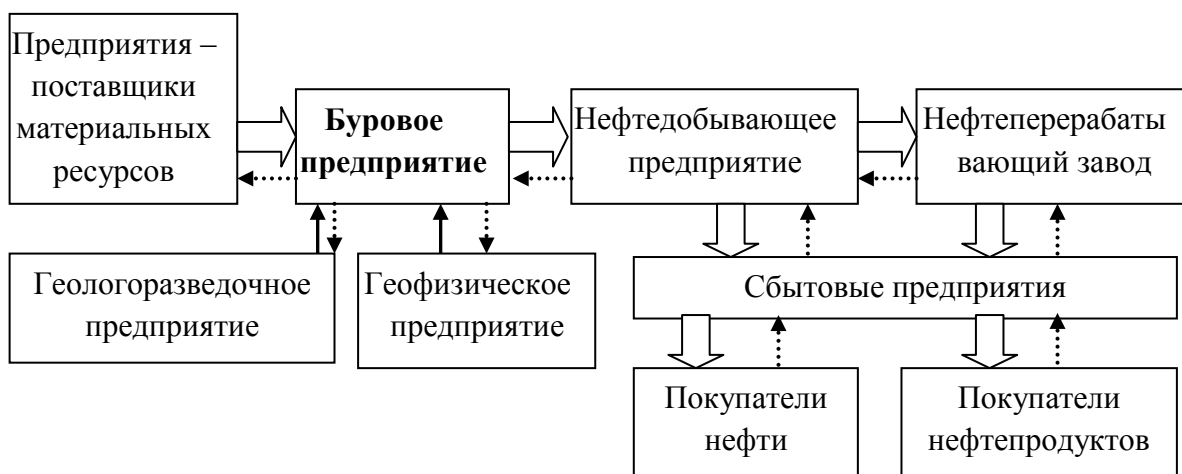 Предприятия –
поставщики
материальных
ресурсов
Буровое
предприятие
Нефтедобывающее
предприятие
Нефтеперерабаты
вающий завод
Геологоразведочное
предприятие
Геофизическое
предприятие
Сбытовые предприятия
Покупатели
нефти
Покупатели
нефтепродуктов